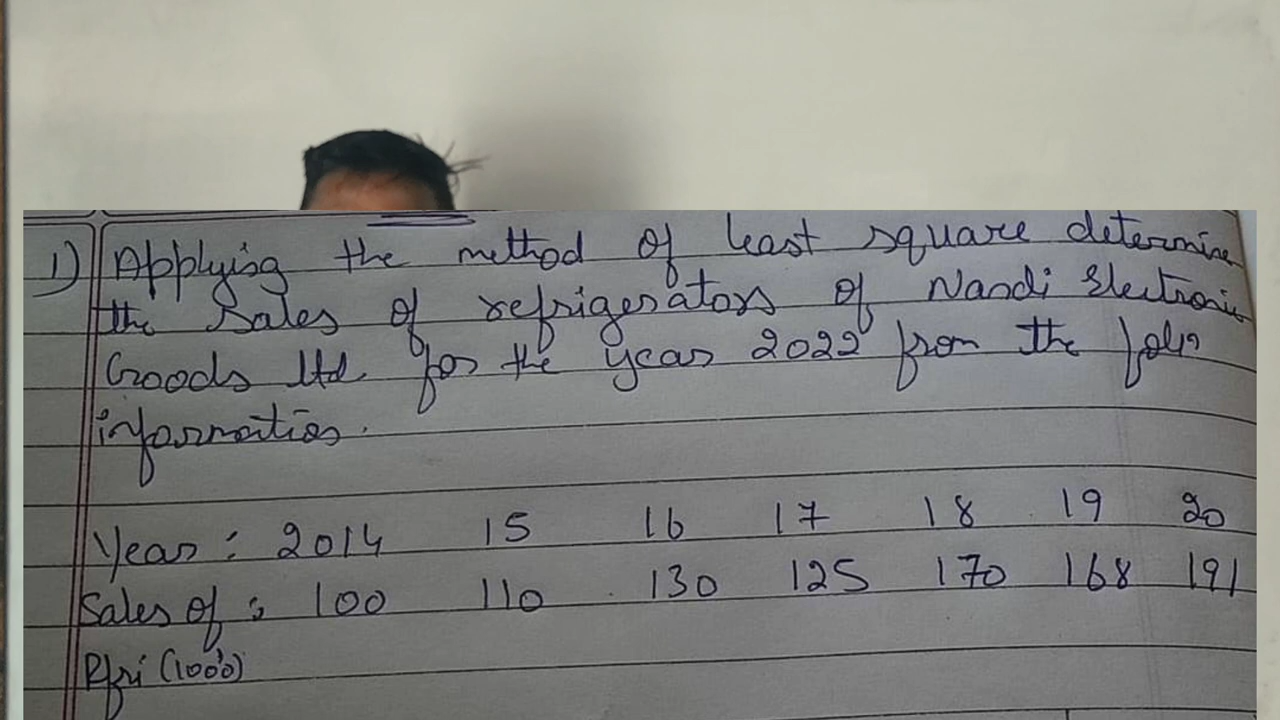 1) Applying the method of least square determine
the sales of refrigerators of Nandi Electronic
Goods ltd. for the year 2022 from the follo
information.
Year : 2014 15 16 17 18 19 20
Sales of : 100 110 130 125 170 168 191
Rfri (1000's)